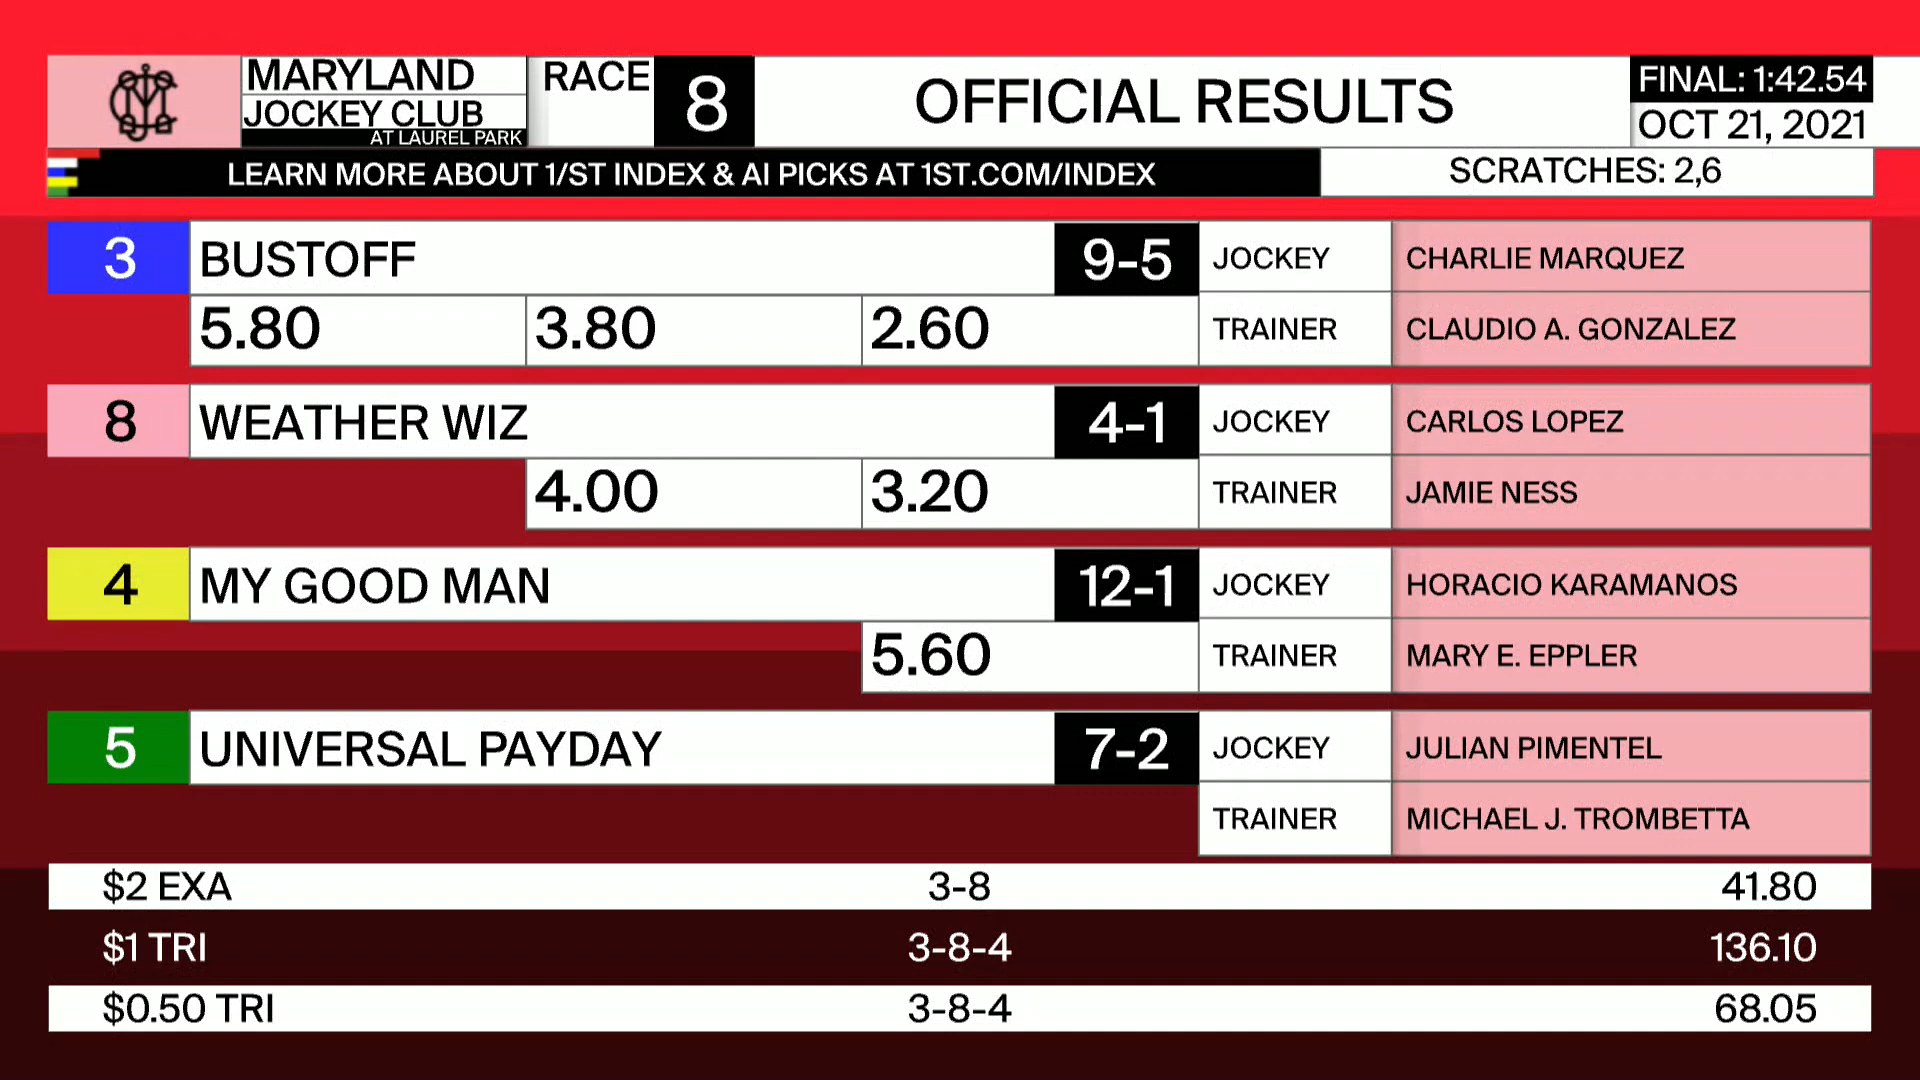 MARYLAND
JOCKEY CLUB
AT LAUREL PARK
RACE 8
OFFICIAL RESULTS
FINAL: 1:42.54
OCT 21, 2021
LEARN MORE ABOUT 1/ST INDEX & AI PICKS AT 1ST.COM/INDEX
SCRATCHES: 2,6
3 BUSTOFF 9-5 JOCKEY CHARLIE MARQUEZ
5.80 3.80 2.60 TRAINER CLAUDIO A. GONZALEZ
8 WEATHER WIZ 4-1 JOCKEY CARLOS LOPEZ
4.00 3.20 TRAINER JAMIE NESS
4 MY GOOD MAN 12-1 JOCKEY HORACIO KARAMANOS
5.60 TRAINER MARY E. EPPLER
5 UNIVERSAL PAYDAY 7-2 JOCKEY JULIAN PIMENTEL
TRAINER MICHAEL J. TROMBETTA
$2 EXA 3-8 41.80
$1 TRI 3-8-4 136.10
$0.50 TRI 3-8-4 68.05